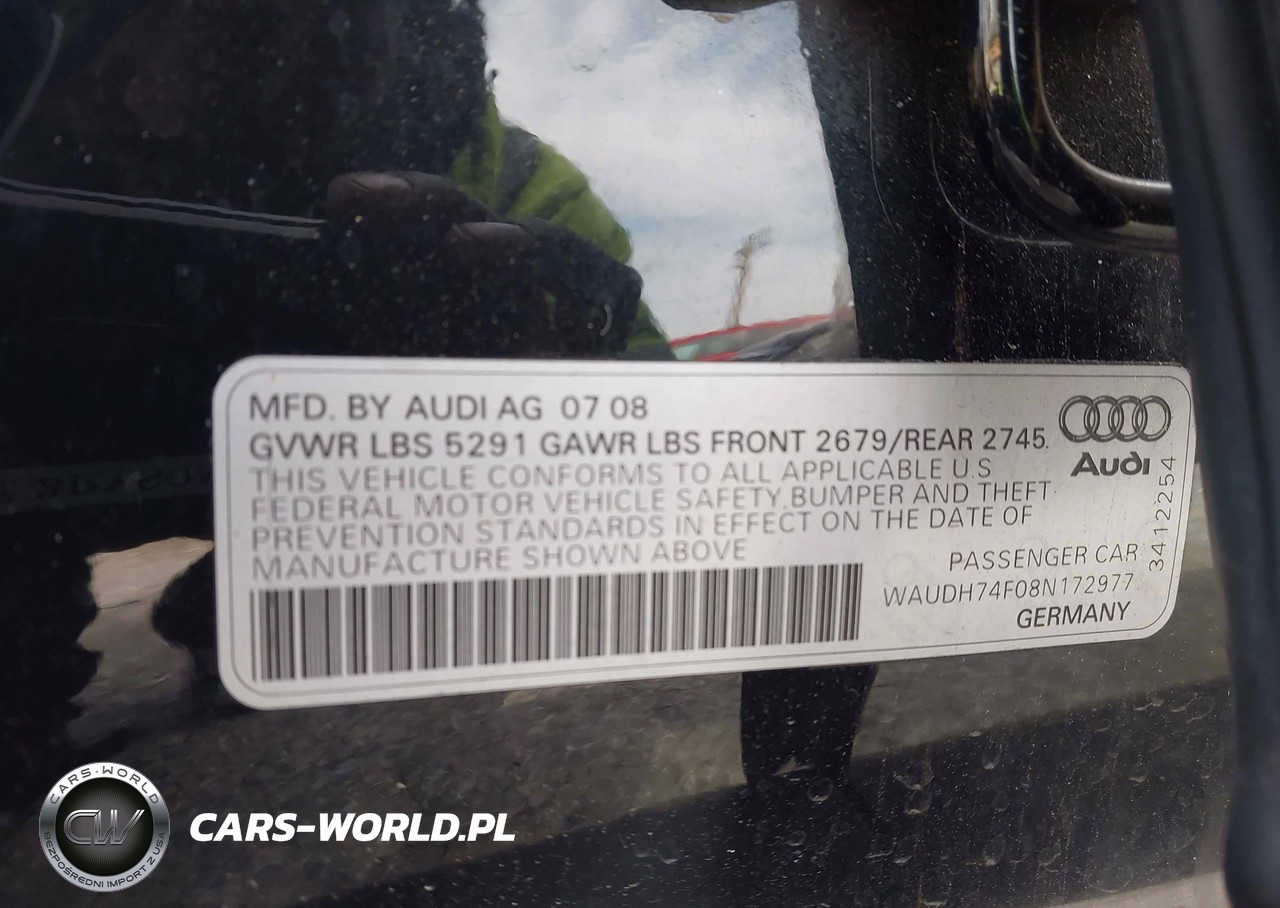 MFD. BY AUDI AG 07 08
GVWR LBS 5291 GAWR LBS FRONT 2679/REAR 2745.
THIS VEHICLE CONFORMS TO ALL APPLICABLE U.S
FEDERAL MOTOR VEHICLE SAFETY,BUMPER AND THEFT
PREVENTION STANDARDS IN EFFECT ON THE DATE OF
MANUFACTURE SHOWN ABOVE
Audi
3412254
PASSENGER CAR
WAUDH74F08N172977
GERMANY
CARS-WORLD
CW
BEZPOŚREDNI IMPORT Z USA
CARS-WORLD.PL